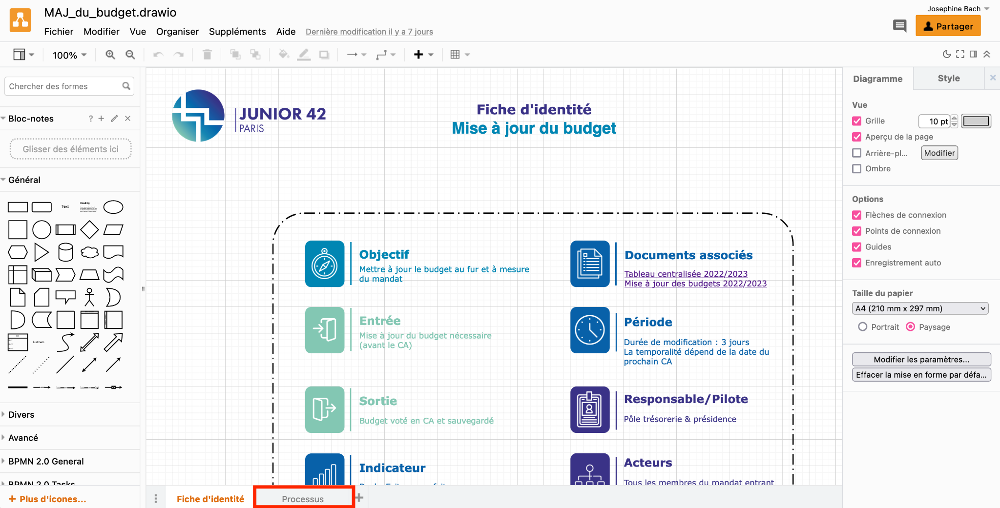 MAJ_du_budget.drawio
Josephine Bach
Fichier Modifier Vue Organiser Suppléments Aide Dernière modification il y a 7 jours
Partager
100%
Chercher des formes
Bloc-notes
?
Glisser des éléments ici
Général
Text
Heading
List Item
Divers
Avancé
BPMN 2.0 General
BPMN 2.0 Tasks
+ Plus d'icones...
JUNIOR 42
PARIS
Fiche d'identité
Mise à jour du budget
Objectif
Mettre à jour le budget au fur et à mesure
du mandat
Documents associés
Tableau centralisée 2022/2023
Mise à jour des budgets 2022/2023
Entrée
Mise à jour du budget nécessaire
(avant le CA)
Période
Durée de modification : 3 jours
La temporalité dépend de la date du
prochain CA
Sortie
Budget voté en CA et sauvegardé
Responsable/Pilote
Pôle trésorerie & présidence
Indicateur
Acteurs
Tous les membres du mandat entrant
Fiche d'identité
Processus
Diagramme
Style
Vue
Grille
10 pt
Aperçu de la page
Arrière-pl...
Modifier
Ombre
Options
Flèches de connexion
Points de connexion
Guides
Enregistrement auto
Taille du papier
A4 (210 mm x 297 mm)
Portrait
Paysage
Modifier les paramètres...
Effacer la mise en forme par défa...